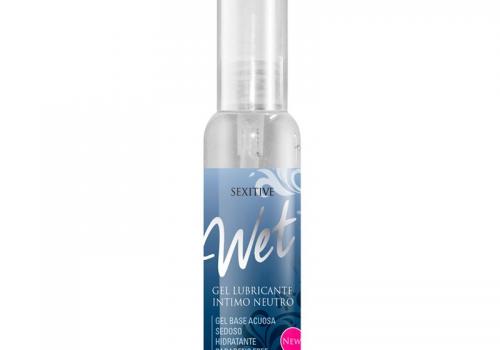 SEXITIVE
Wet
GEL LUBRICANTE
INTIMO NEUTRO
GEL BASE ACUOSA
SEDOSO
HIDRATANTE
New